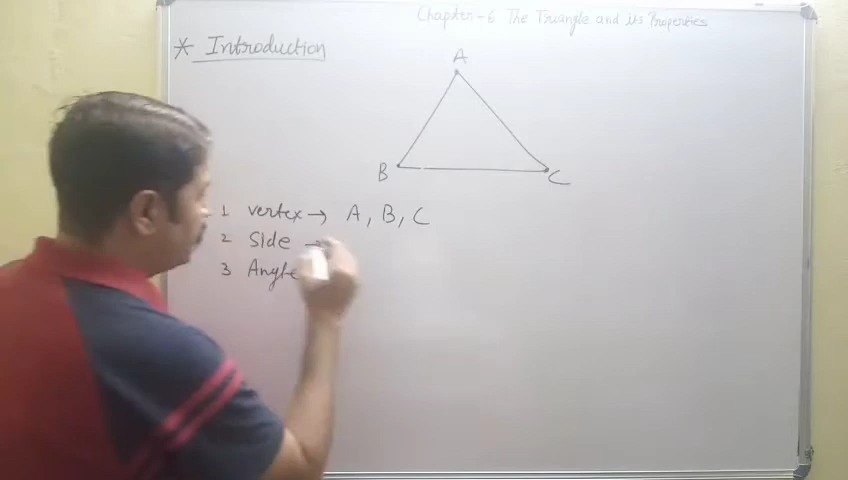 Chapter-6 The Triangle and its Properties
* Introduction
A
B
C
1 vertex → A, B, C
2 Side →
3 Angle